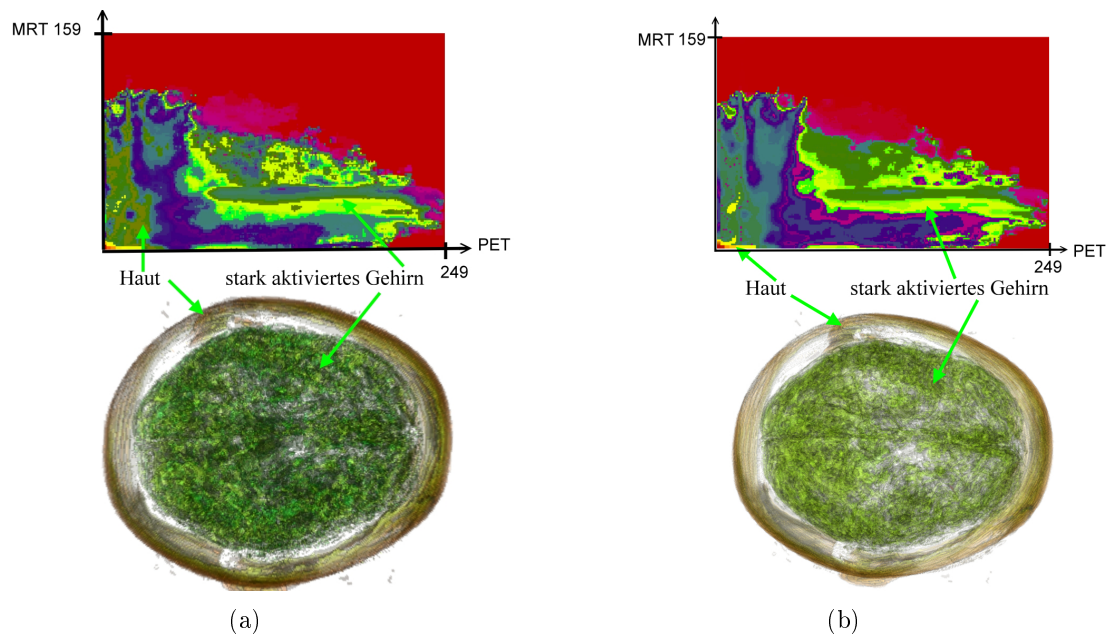 MRT 159
PET
249
Haut
stark aktiviertes Gehirn
(a)
MRT 159
PET
249
Haut
stark aktiviertes Gehirn
(b)